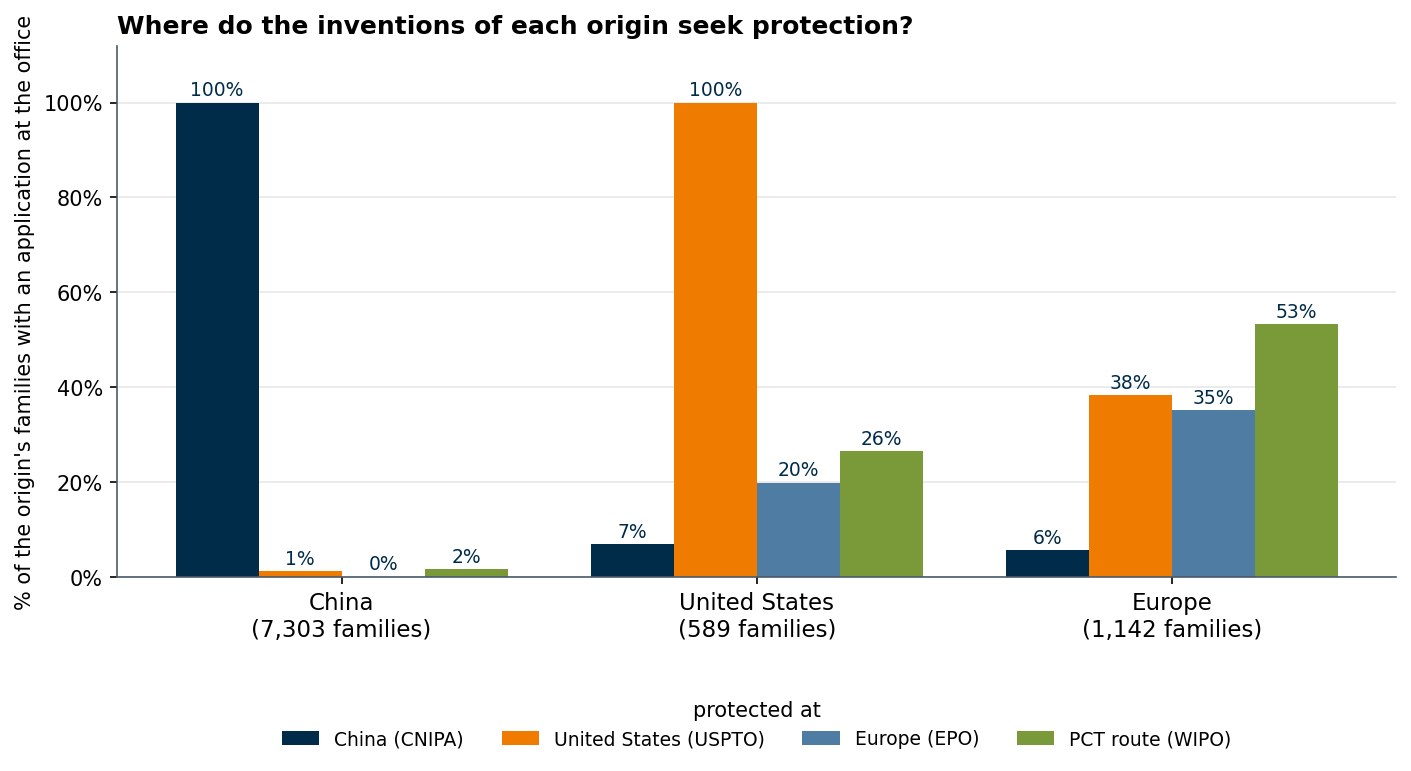 Where do the inventions of each origin seek protection?
% of the origin's families with an application at the office
100%
80%
60%
40%
20%
0%
100%
1%
0%
2%
7%
100%
20%
26%
6%
38%
35%
53%
China
(7,303 families)
United States
(589 families)
Europe
(1,142 families)
protected at
China (CNIPA)
United States (USPTO)
Europe (EPO)
PCT route (WIPO)